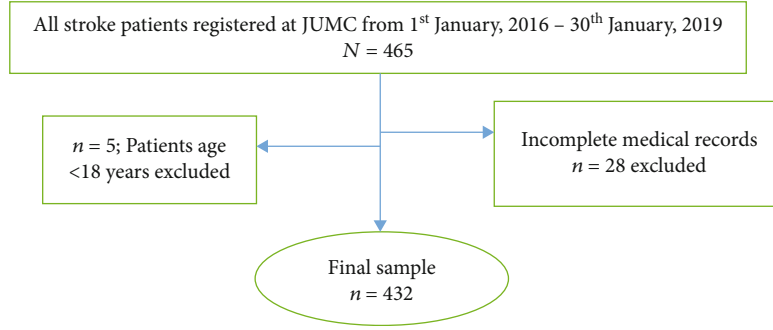 All stroke patients registered at JUMC from 1st January, 2016 – 30th January, 2019
N = 465
n = 5; Patients age
<18 years excluded
Incomplete medical records
n = 28 excluded
Final sample
n = 432